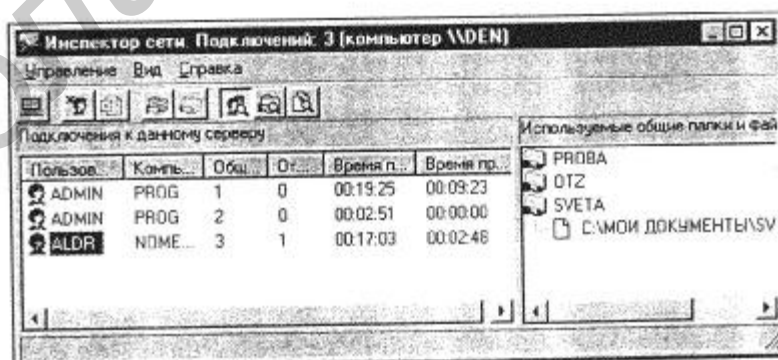 Инспектор сети. Подключений: 3 (компьютер \\DEN)
Управление Вид Справка
Подключения к данному серверу
Используемые общие папки и фай
Пользов... Компь... Общ... От... Время п... Время пр...
ADMIN PROG 1 0 00:19:25 00:09:23
ADMIN PROG 2 0 00:02:51 00:00:00
ALDR NOME... 3 1 00:17:03 00:02:46
PROBA
OTZ
SVETA
C:\МОИ ДОКУМЕНТЫ\SV